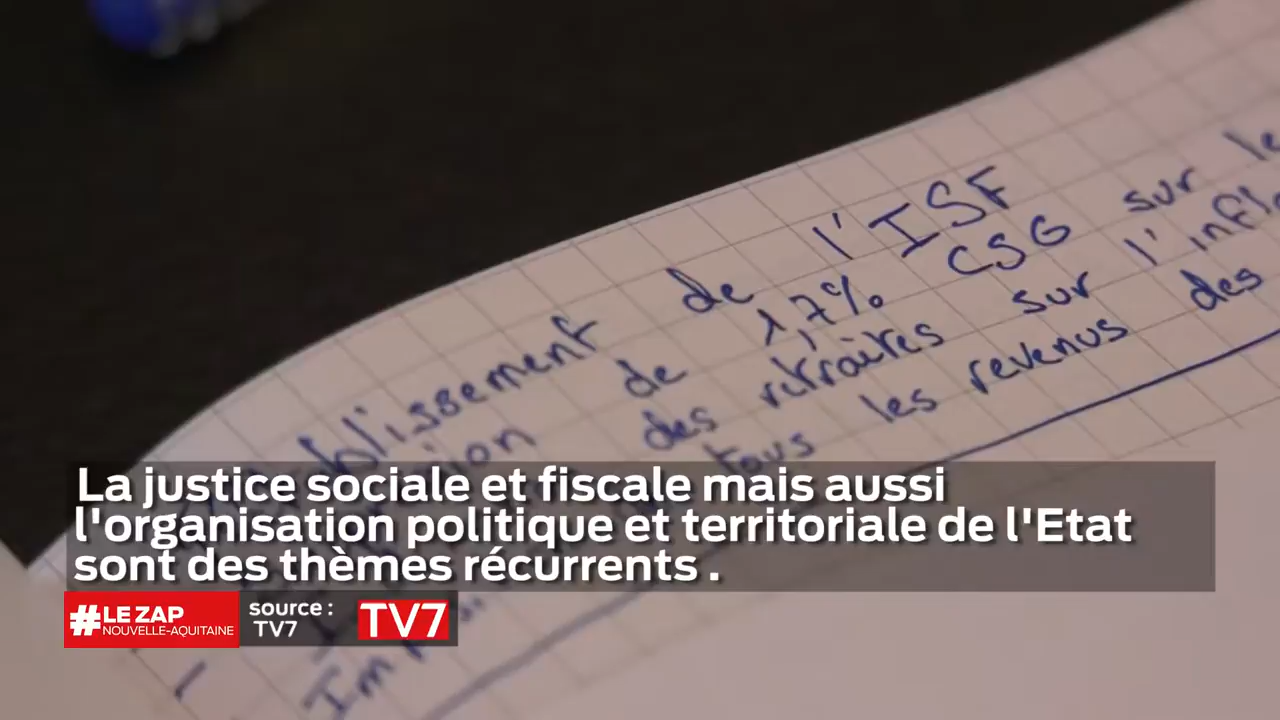 de l'ISF
de 1,7% CSG sur le
des retraites sur l'infl
tous les revenus des
La justice sociale et fiscale mais aussi
l'organisation politique et territoriale de l'Etat
sont des thèmes récurrents .
#LE ZAP
NOUVELLE-AQUITAINE
source :
TV7
TV7